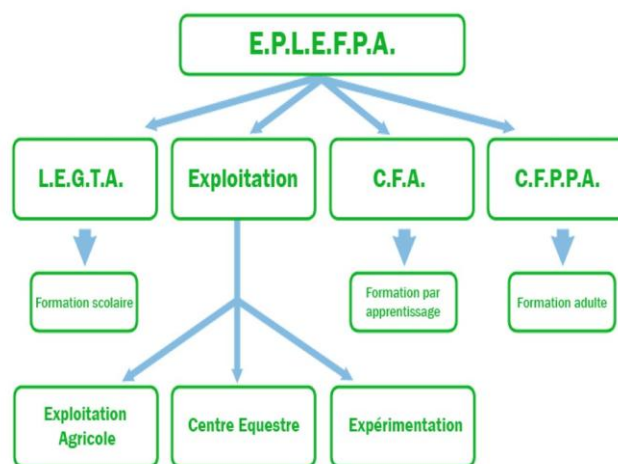 E.P.L.E.F.P.A.
L.E.G.T.A.
Exploitation
C.F.A.
C.F.P.P.A.
Formation scolaire
Formation par
apprentissage
Formation adulte
Exploitation
Agricole
Centre Equestre
Expérimentation